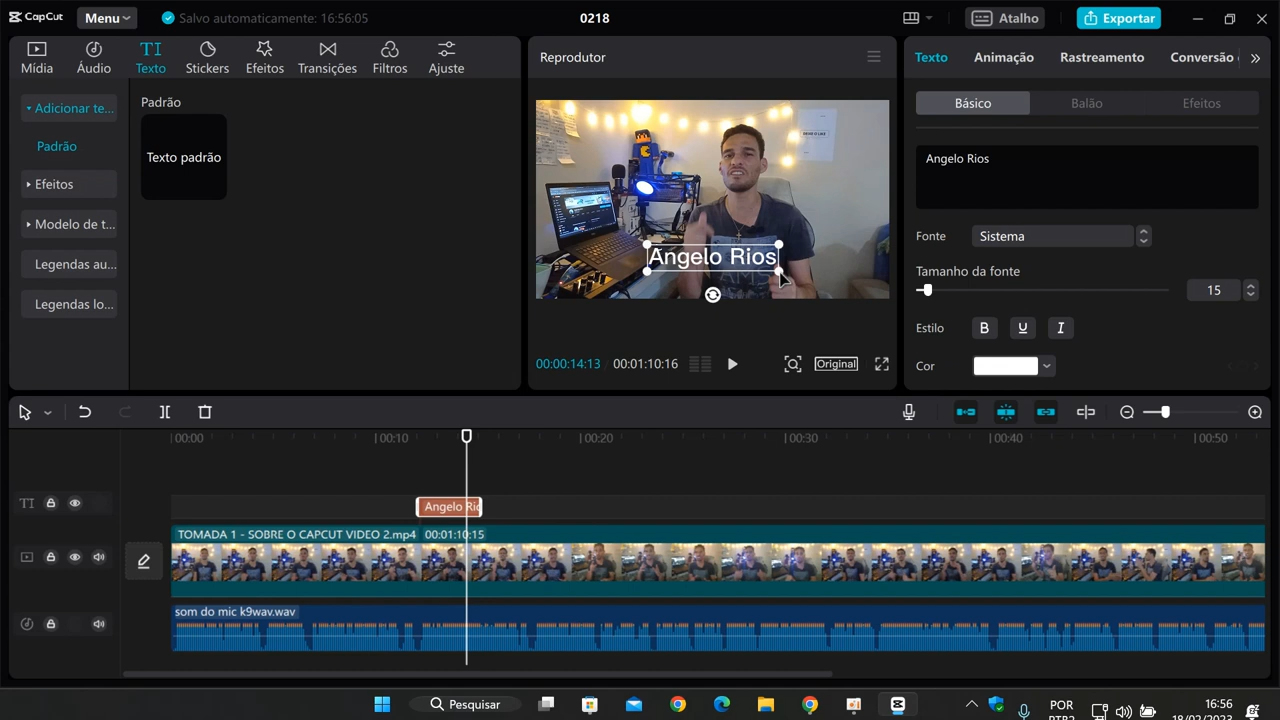 CapCut
Menu
Salvo automaticamente: 16:56:05
0218
Atalho
Exportar
Mídia
Áudio
TI
Texto
Stickers
Efeitos
Transições
Filtros
Ajuste
Adicionar te...
Padrão
Efeitos
Modelo de t...
Legendas au...
Legendas lo...
Padrão
Texto padrão
Reprodutor
Angelo Rios
00:00:14:13
00:01:10:16
Original
Texto
Animação
Rastreamento
Conversão
Básico
Balão
Efeitos
Angelo Rios
Fonte
Sistema
Tamanho da fonte
15
Estilo
B
U
I
Cor
00:00
00:10
00:20
00:30
00:40
00:50
TI
Angelo Rio
TOMADA 1 - SOBRE O CAPCUT VIDEO 2.mp4 00:01:10:15
som do mic k9wav.wav
Pesquisar
POR
PTB2
16:56
18/02/2023